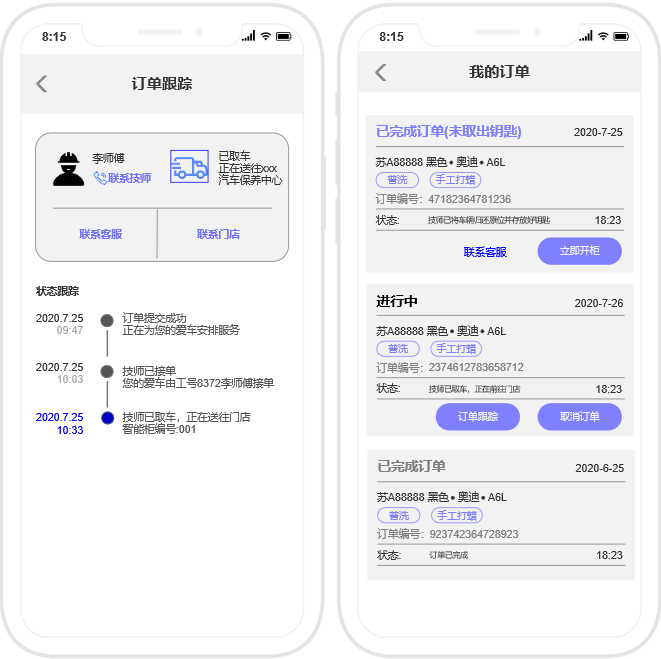 8:15
订单跟踪
李师傅
联系技师
已取车
正在送往xxx
汽车保养中心
联系客服
联系门店
状态跟踪
2020.7.25
09:47
订单提交成功
正在为您的爱车安排服务
2020.7.25
10:03
技师已接单
您的爱车由工号8372李师傅接单
2020.7.25
10:33
技师已取车，正在送往门店
智能柜编号:001
8:15
我的订单
已完成订单(未取出钥匙)
2020-7-25
苏A88888 黑色•奥迪•A6L
普洗 手工打蜡
订单编号：47182364781236
状态: 技师已将车辆归还原位并存放好钥匙 18:23
联系客服 立即开柜
进行中
2020-7-26
苏A88888 黑色•奥迪•A6L
普洗 手工打蜡
订单编号：2374612783658712
状态: 技师已取车，正在前往门店 18:23
订单跟踪 取消订单
已完成订单
2020-6-25
苏A88888 黑色•奥迪•A6L
普洗 手工打蜡
订单编号：923742364728923
状态: 订单已完成 18:23